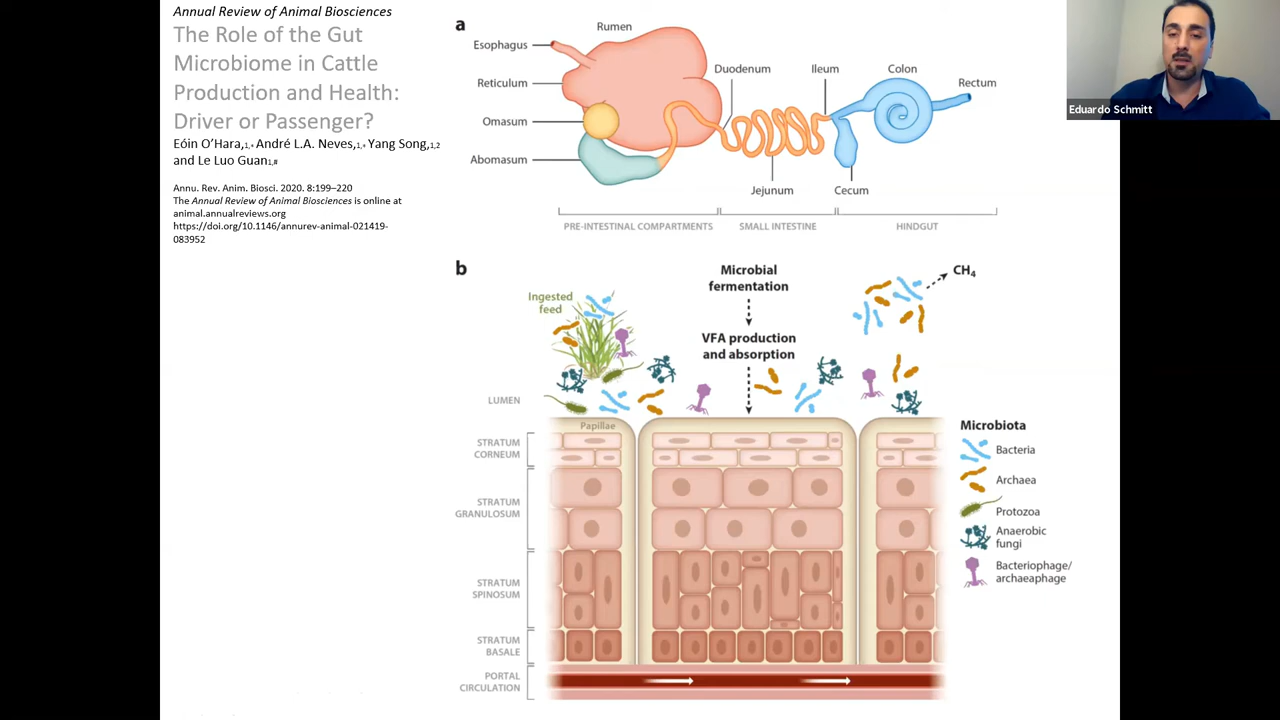 Annual Review of Animal Biosciences
The Role of the Gut
Microbiome in Cattle
Production and Health:
Driver or Passenger?
Eóin O'Hara,1,* André L.A. Neves,1,* Yang Song,1,2
and Le Luo Guan1,#
Annu. Rev. Anim. Biosci. 2020. 8:199–220
The Annual Review of Animal Biosciences is online at
animal.annualreviews.org
https://doi.org/10.1146/annurev-animal-021419-
083952
a
Rumen
Esophagus
Reticulum
Omasum
Abomasum
Duodenum
Ileum
Colon
Rectum
Jejunum
Cecum
PRE-INTESTINAL COMPARTMENTS
SMALL INTESTINE
HINDGUT
Eduardo Schmitt
b
Microbial
fermentation
VFA production
and absorption
CH4
Ingested
feed
LUMEN
Papillae
STRATUM
CORNEUM
STRATUM
GRANULOSUM
STRATUM
SPINOSUM
STRATUM
BASALE
PORTAL
CIRCULATION
Microbiota
Bacteria
Archaea
Protozoa
Anaerobic
fungi
Bacteriophage/
archaeaphage